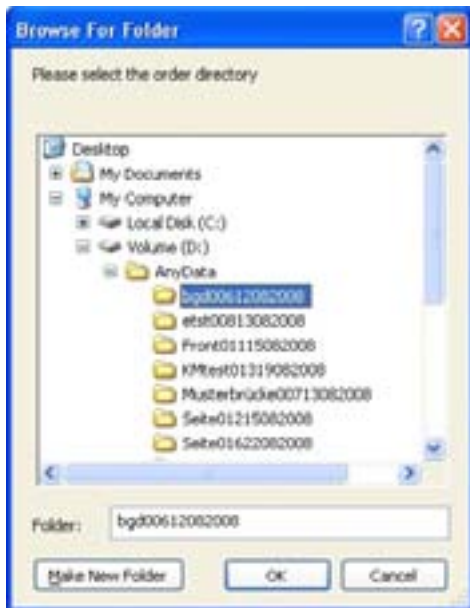 Browse For Folder
Please select the order directory
Desktop
My Documents
My Computer
Local Disk (C:)
Volume (D:)
AnyData
bgd00612082008
etst00813082008
Front01115082008
KMtest01319082008
Musterbrücke00713082008
Seite01215082008
Seite01622082008
Folder:
bgd00612082008
Make New Folder
OK
Cancel